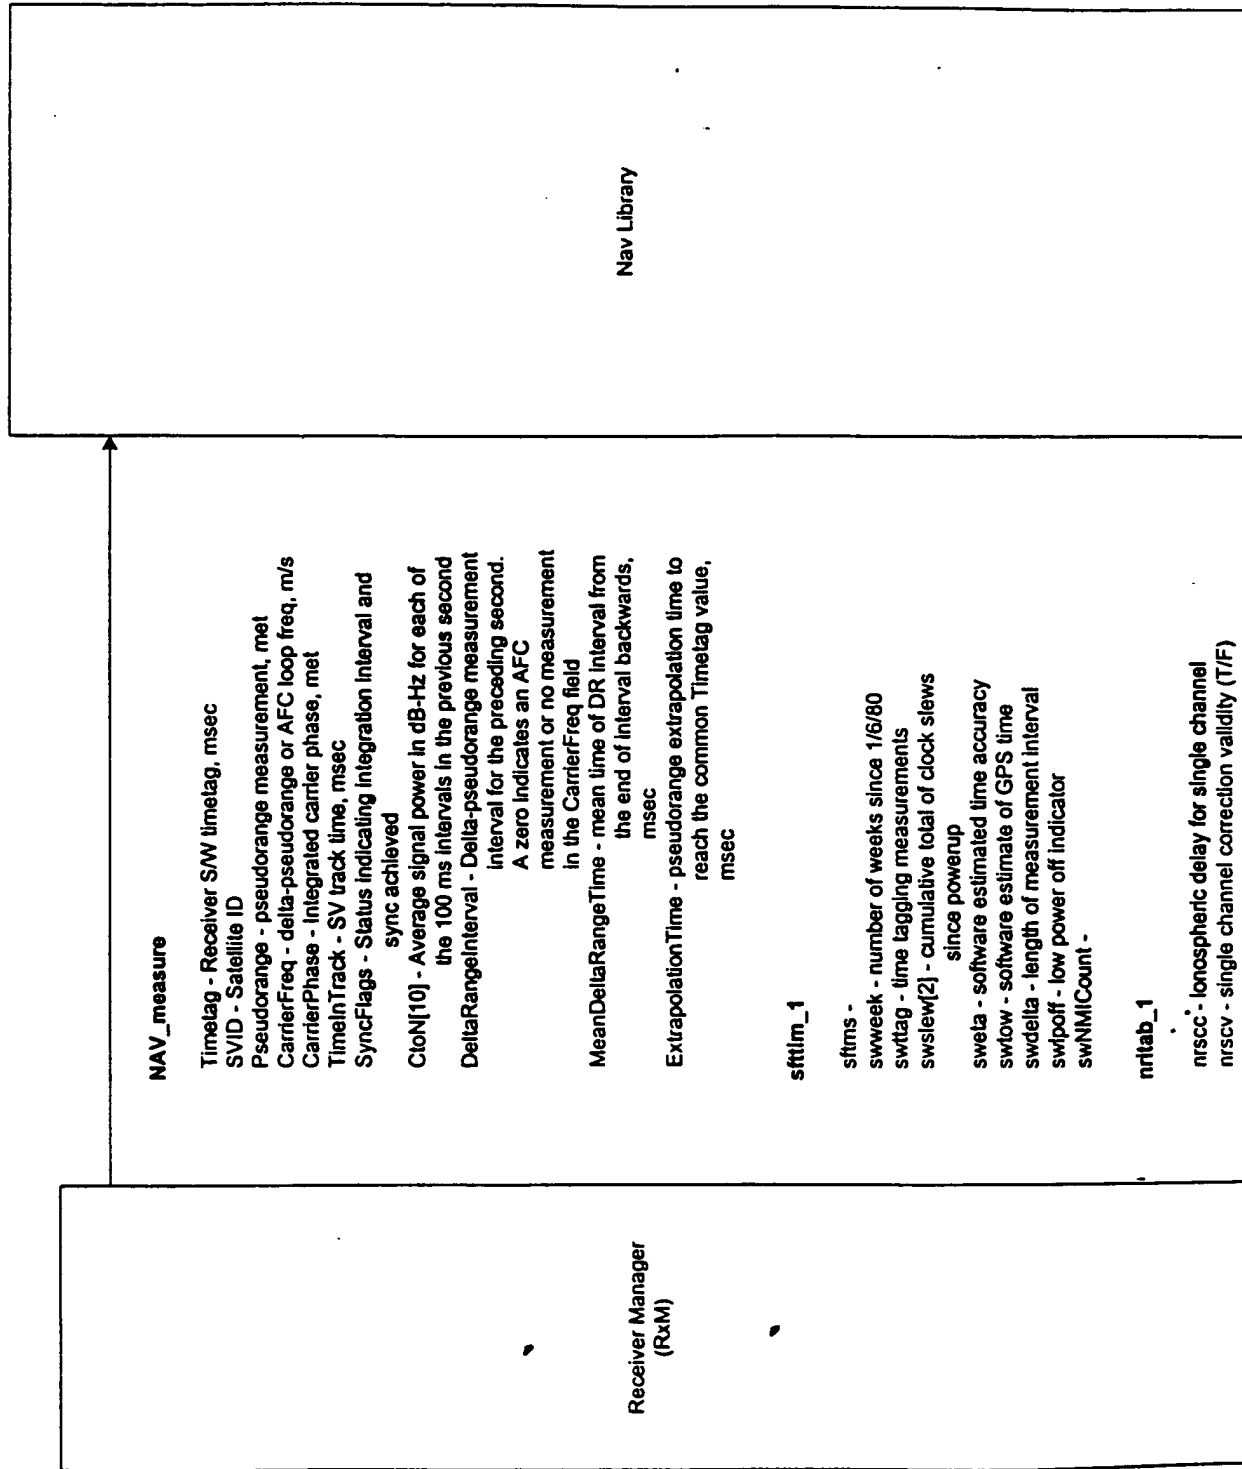 Receiver Manager
(RxM)
NAV_measure
Timetag - Receiver S/W timetag, msec
SVID - Satellite ID
Pseudorange - pseudorange measurement, met
CarrierFreq - delta-pseudorange or AFC loop freq, m/s
CarrierPhase - Integrated carrier phase, met
TimeInTrack - SV track time, msec
SyncFlags - Status indicating integration interval and
sync achieved
CtoN[10] - Average signal power in dB-Hz for each of
the 100 ms intervals in the previous second
DeltaRangeInterval - Delta-pseudorange measurement
interval for the preceding second.
A zero indicates an AFC
measurement or no measurement
in the CarrierFreq field
MeanDeltaRangeTime - mean time of DR interval from
the end of interval backwards,
msec
ExtrapolationTime - pseudorange extrapolation time to
reach the common Timetag value,
msec
sfttlm_1
sftms -
swweek - number of weeks since 1/6/80
swttag - time tagging measurements
swslew[2] - cumulative total of clock slews
since powerup
sweta - software estimated time accuracy
swtow - software estimate of GPS time
swdelta - length of measurement interval
swlpoff - low power off indicator
swNMICount -
nritab_1
nrscc - Ionospheric delay for single channel
nrscv - single channel correction validity (T/F)
Nav Library